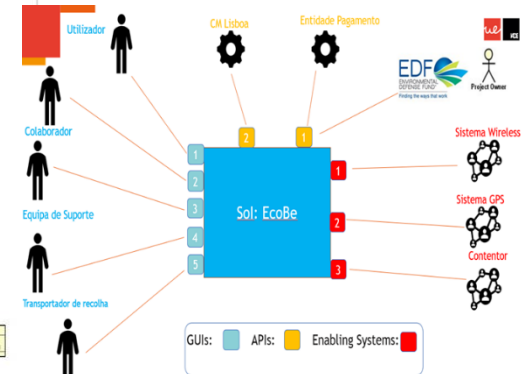 Utilizador
CM Lisboa
Entidade Pagamento
ue
EDF
ENVIRONMENTAL
DEFENSE FUND
Finding the ways that work
Project Owner
Colaborador
Sistema Wireless
2
1
1
1
2
Sistema GPS
3
SoI: EcoBe
2
Equipa de Suporte
4
Contentor
5
3
Transportador de recolha
GUIs:
APIs:
Enabling Systems: